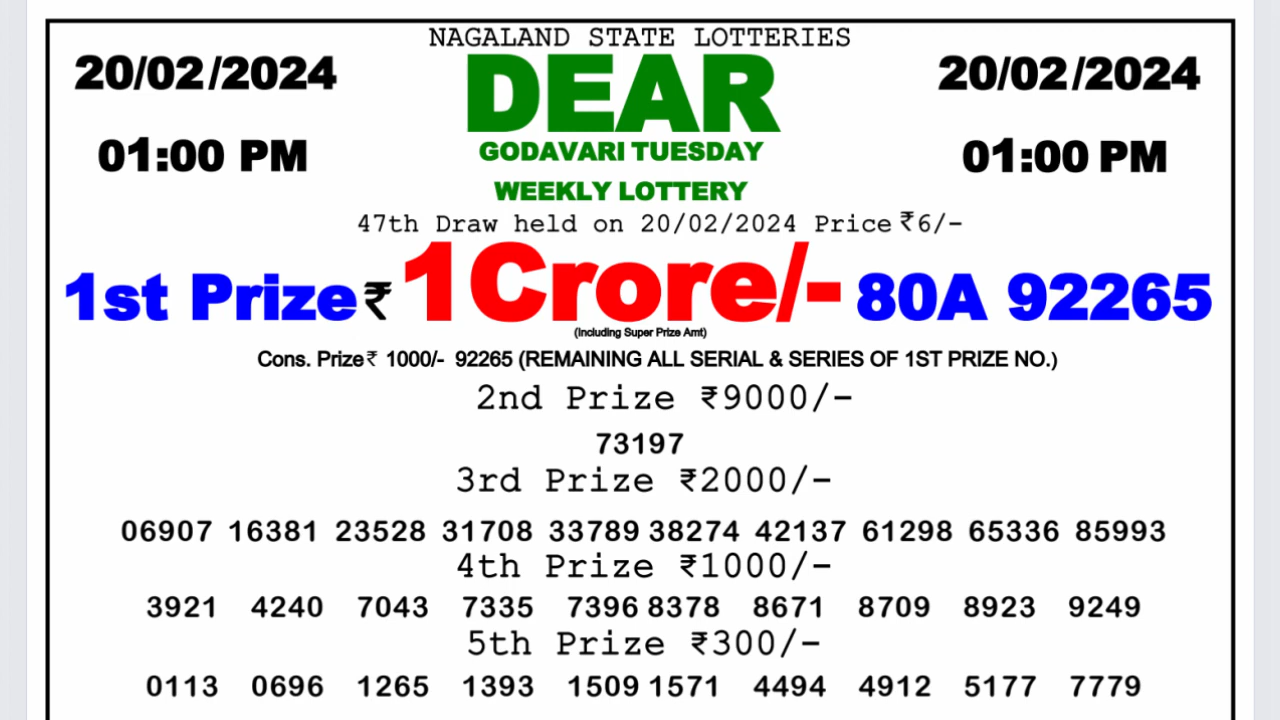 NAGALAND STATE LOTTERIES
20/02/2024 DEAR 20/02/2024
01:00 PM GODAVARI TUESDAY 01:00 PM
WEEKLY LOTTERY
47th Draw held on 20/02/2024 Price ₹6/-
1st Prize ₹ 1Crore/- 80A 92265
(Including Super Prize Amt)
Cons. Prize ₹ 1000/- 92265 (REMAINING ALL SERIAL & SERIES OF 1ST PRIZE NO.)
2nd Prize ₹9000/-
73197
3rd Prize ₹2000/-
06907 16381 23528 31708 33789 38274 42137 61298 65336 85993
4th Prize ₹1000/-
3921 4240 7043 7335 7396 8378 8671 8709 8923 9249
5th Prize ₹300/-
0113 0696 1265 1393 1509 1571 4494 4912 5177 7779